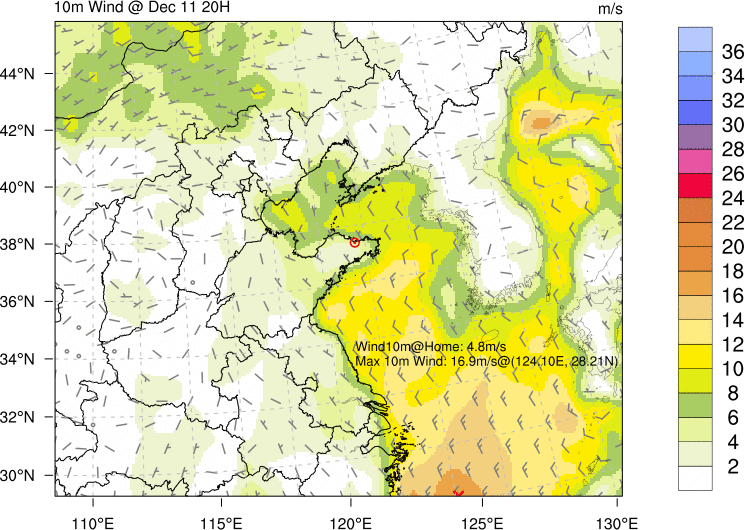 10m Wind @ Dec 11 20H
m/s
44°N
42°N
40°N
38°N
36°N
34°N
32°N
30°N
Wind10m@Home: 4.8m/s
Max 10m Wind: 16.9m/s@(124.10E, 28.21N)
110°E
115°E
120°E
125°E
130°E
36
34
32
30
28
26
24
22
20
18
16
14
12
10
8
6
4
2